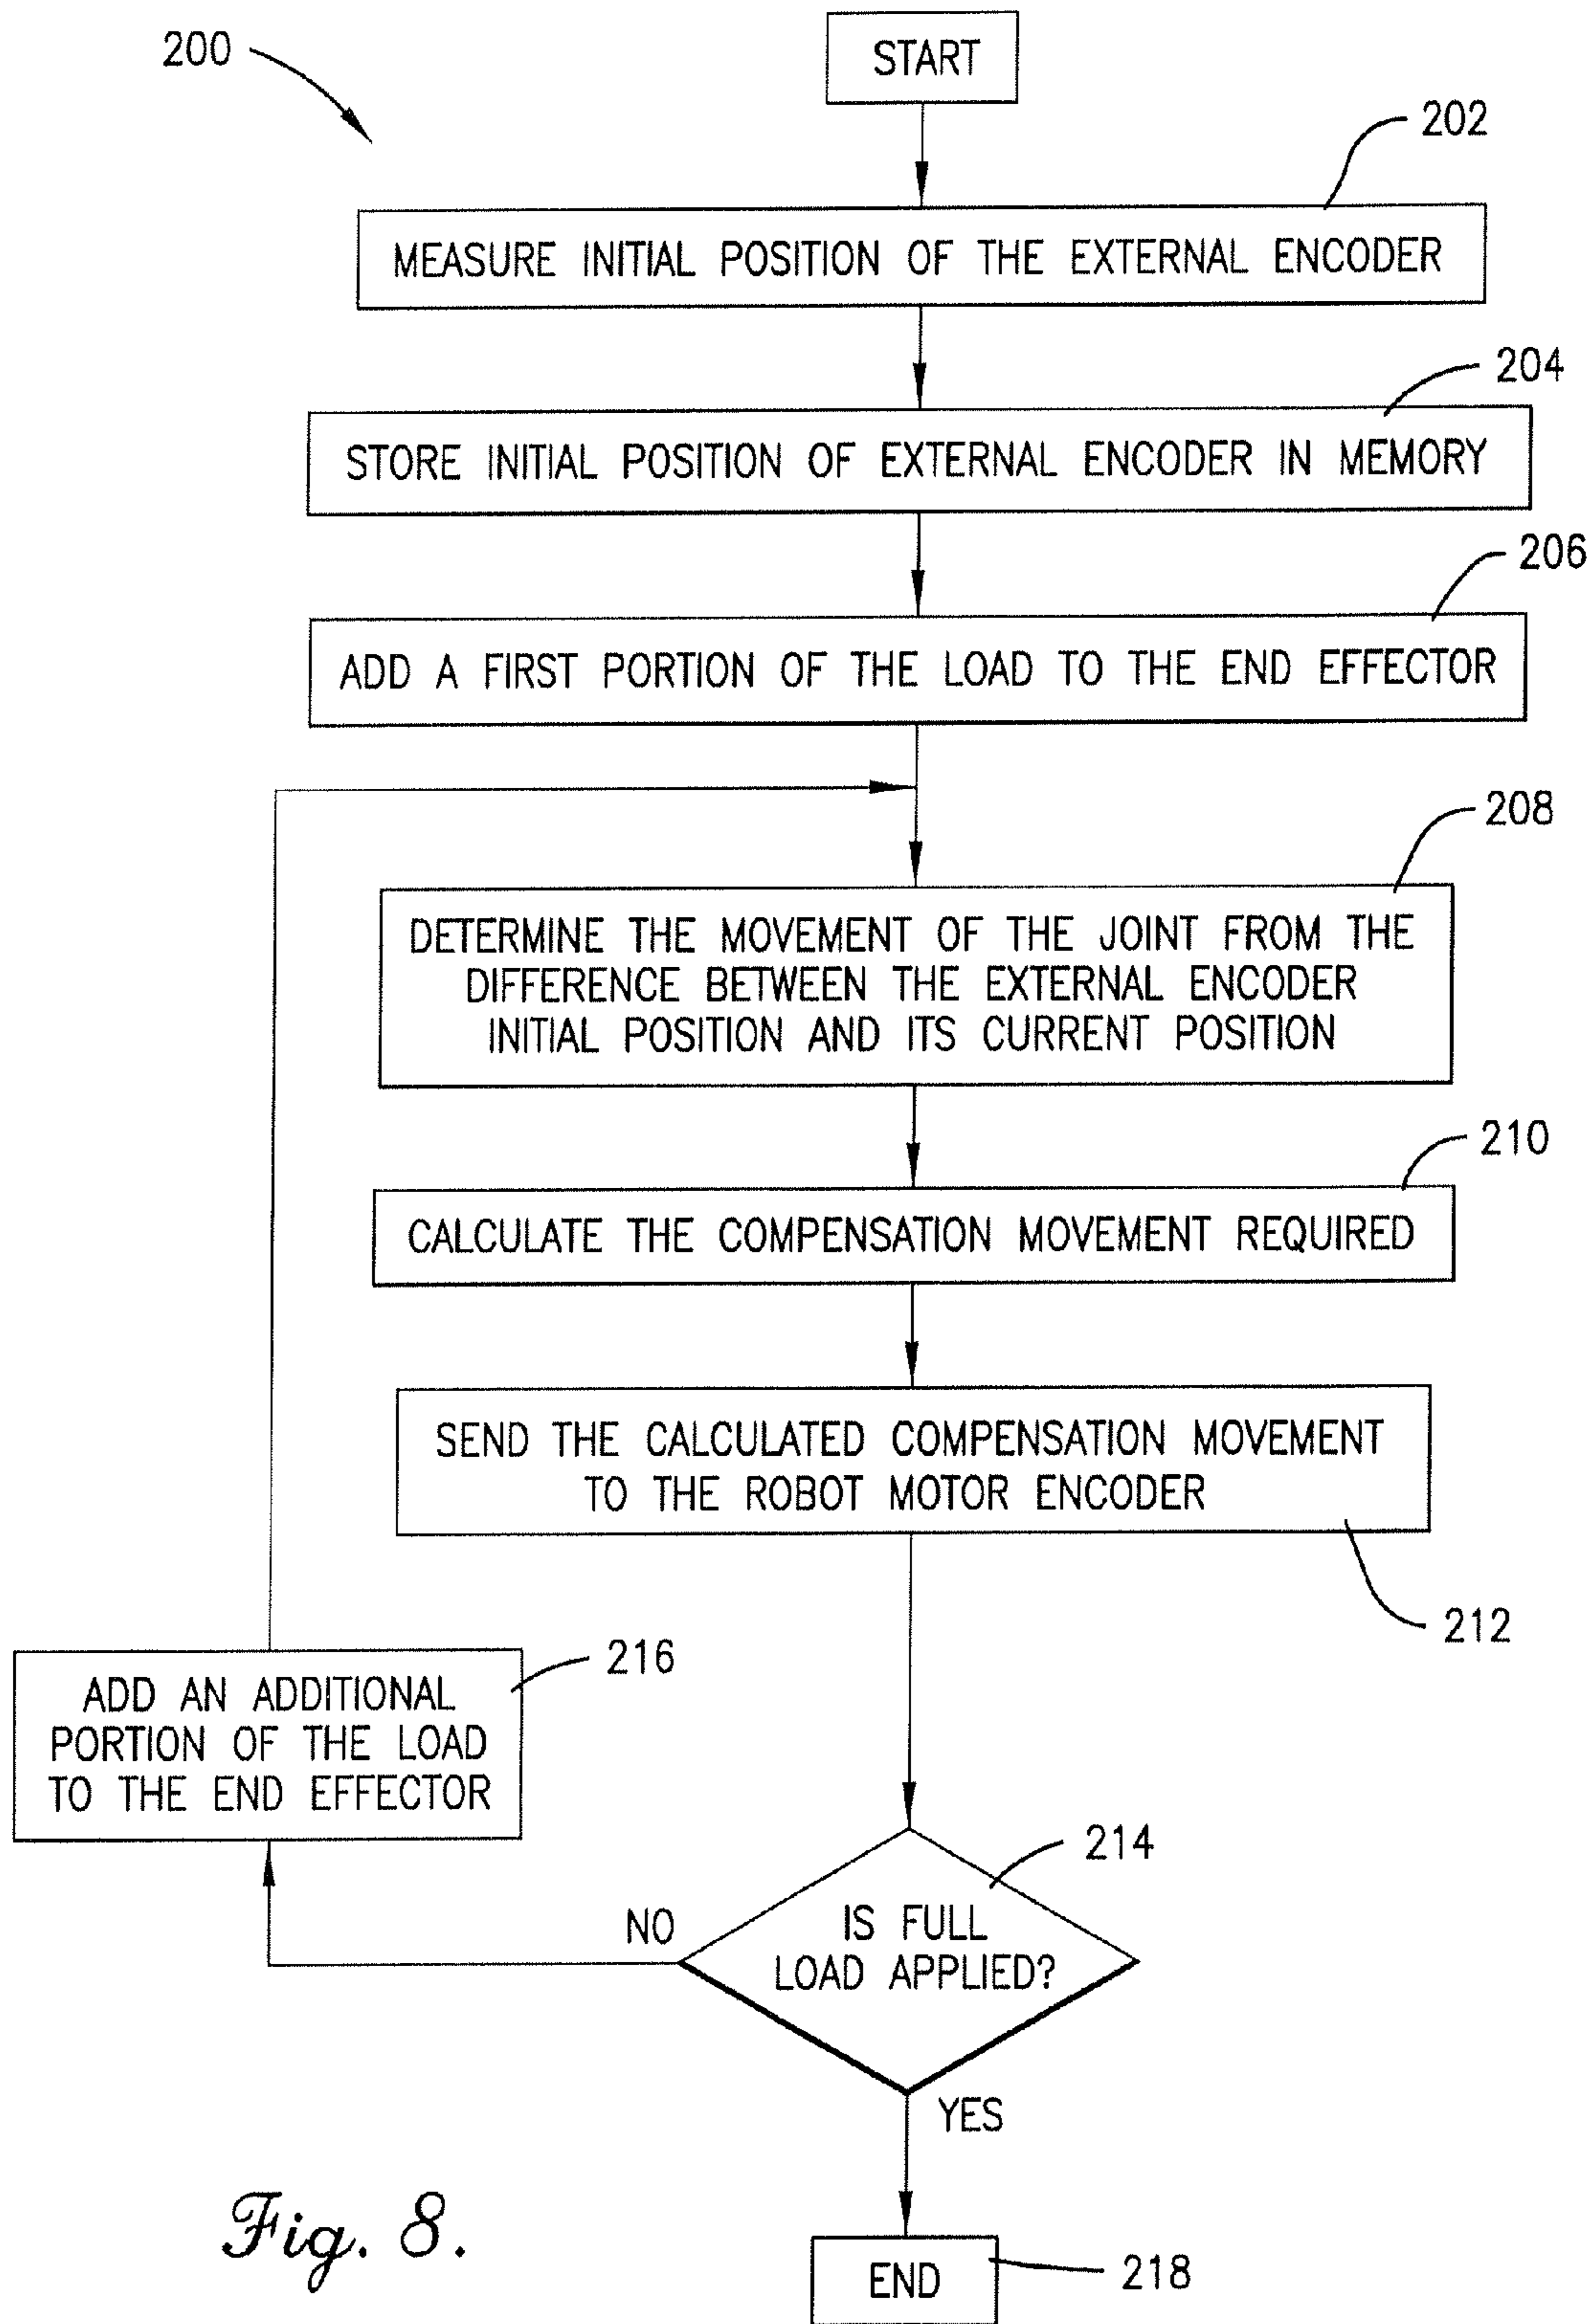 200
START
202
MEASURE INITIAL POSITION OF THE EXTERNAL ENCODER
204
STORE INITIAL POSITION OF EXTERNAL ENCODER IN MEMORY
206
ADD A FIRST PORTION OF THE LOAD TO THE END EFFECTOR
208
DETERMINE THE MOVEMENT OF THE JOINT FROM THE
DIFFERENCE BETWEEN THE EXTERNAL ENCODER
INITIAL POSITION AND ITS CURRENT POSITION
210
CALCULATE THE COMPENSATION MOVEMENT REQUIRED
SEND THE CALCULATED COMPENSATION MOVEMENT
TO THE ROBOT MOTOR ENCODER
212
216
ADD AN ADDITIONAL
PORTION OF THE LOAD
TO THE END EFFECTOR
214
NO
IS FULL
LOAD APPLIED?
YES
Fig. 8.
END
218